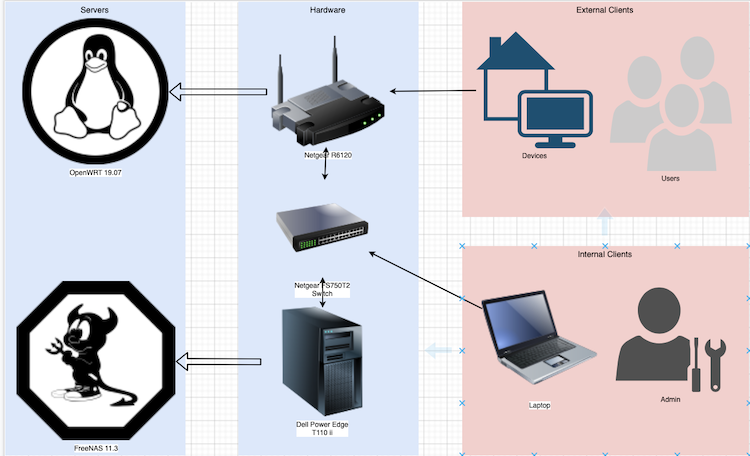 Servers
Hardware
External Clients
OpenWRT 19.07
Netgear R6120
Devices
Users
Netgear FS750T2
Switch
Internal Clients
FreeNAS 11.3
Dell Power Edge
T110 ii
Laptop
Admin